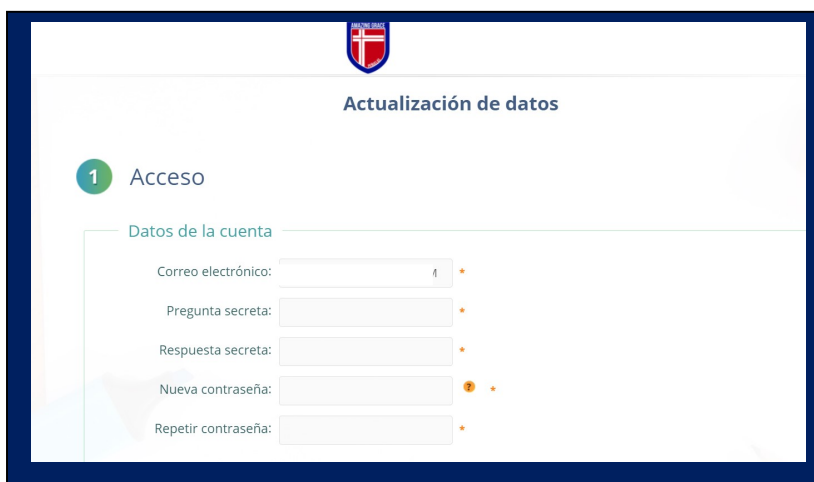 AMAZING GRACE
Actualización de datos
1 Acceso
Datos de la cuenta
Correo electrónico: *
Pregunta secreta: *
Respuesta secreta: *
Nueva contraseña: ? *
Repetir contraseña: *